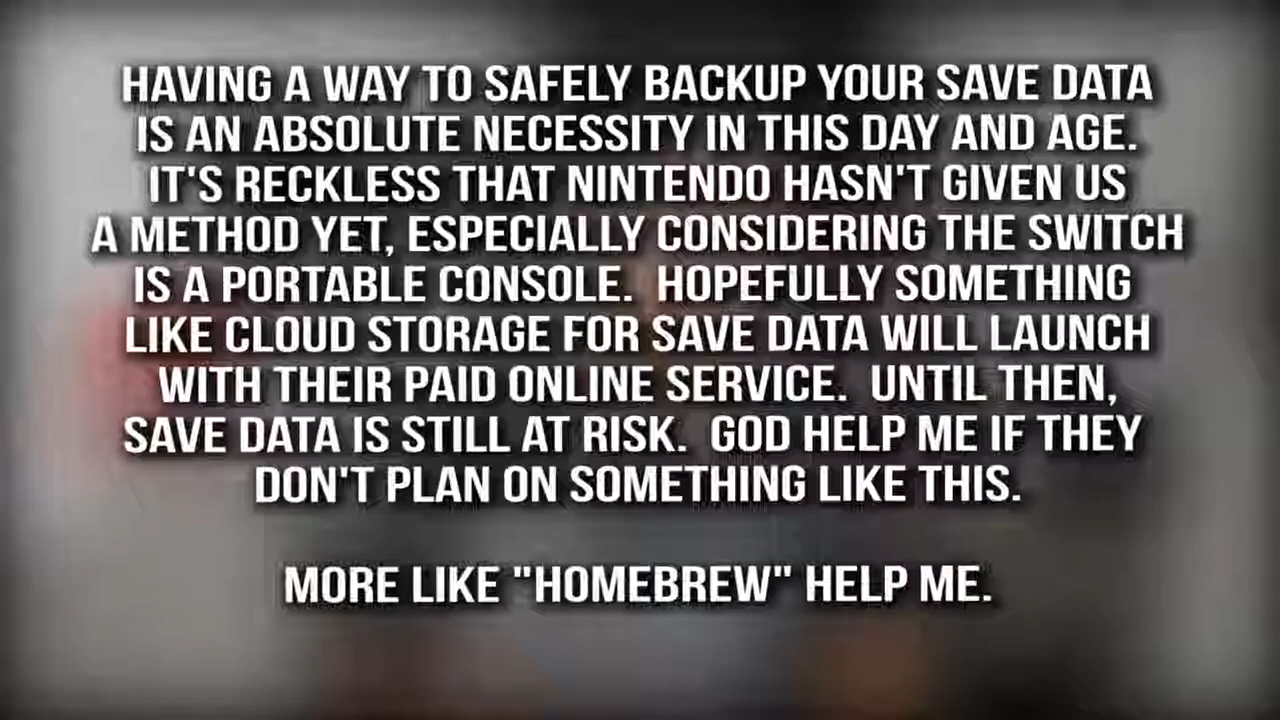 HAVING A WAY TO SAFELY BACKUP YOUR SAVE DATA
IS AN ABSOLUTE NECESSITY IN THIS DAY AND AGE.
IT'S RECKLESS THAT NINTENDO HASN'T GIVEN US
A METHOD YET, ESPECIALLY CONSIDERING THE SWITCH
IS A PORTABLE CONSOLE. HOPEFULLY SOMETHING
LIKE CLOUD STORAGE FOR SAVE DATA WILL LAUNCH
WITH THEIR PAID ONLINE SERVICE. UNTIL THEN,
SAVE DATA IS STILL AT RISK. GOD HELP ME IF THEY
DON'T PLAN ON SOMETHING LIKE THIS.
MORE LIKE "HOMEBREW" HELP ME.